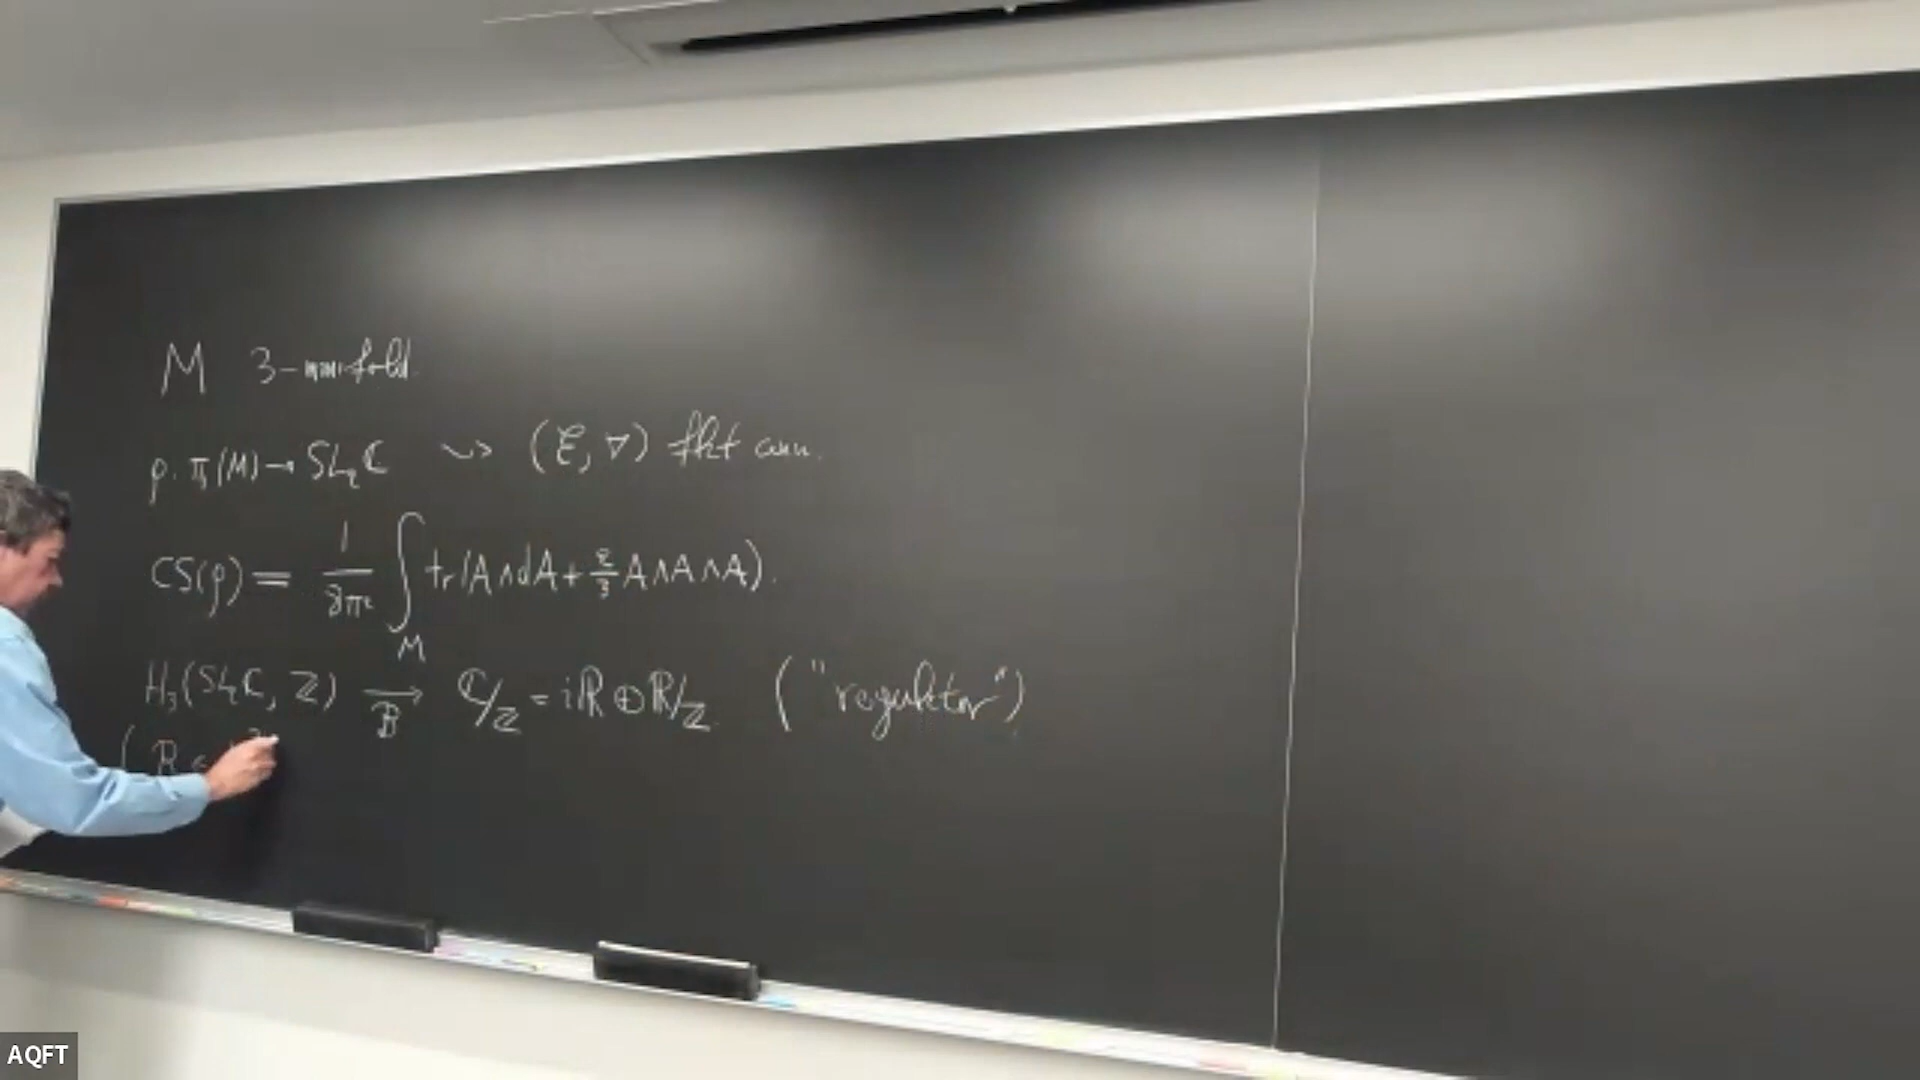 M 3-manifold.
ρ: π₁(M) → SL₂ℂ ⇝ (E, ∇) flat conn.
CS(ρ) = 1/8π² ∫_M tr(A∧dA + 2/3 A∧A∧A).
H₃(SL₂ℂ, ℤ) →_B ℂ/ℤ = iℝ ⊕ ℝ/ℤ ("regulator")
AQFT